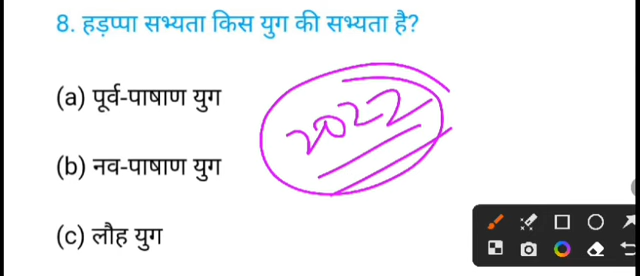 8. हड़प्पा सभ्यता किस युग की सभ्यता है?
(a) पूर्व-पाषाण युग
2022
(b) नव-पाषाण युग
(c) लौह युग